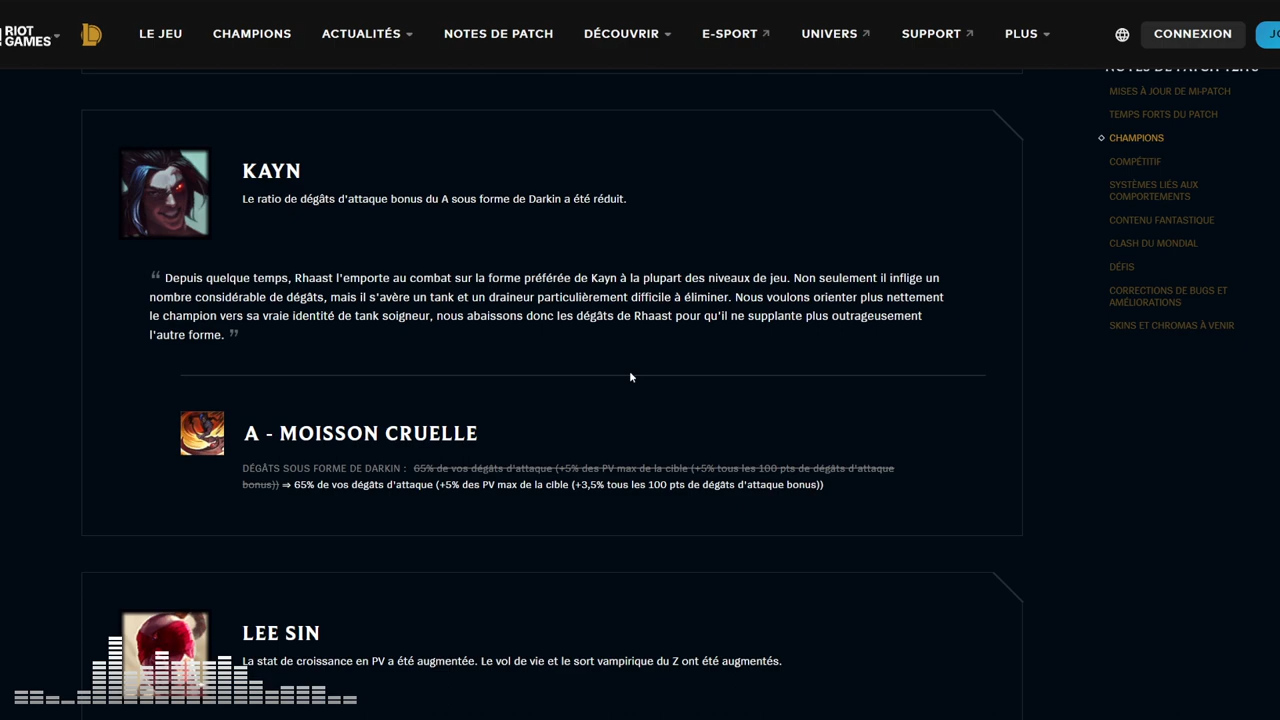 RIOT GAMES
LE JEU
CHAMPIONS
ACTUALITÉS
NOTES DE PATCH
DÉCOUVRIR
E-SPORT
UNIVERS
SUPPORT
PLUS
CONNEXION
MISES À JOUR DE MI-PATCH
TEMPS FORTS DU PATCH
CHAMPIONS
COMPÉTITIF
SYSTÈMES LIÉS AUX
COMPORTEMENTS
CONTENU FANTASTIQUE
CLASH DU MONDIAL
DÉFIS
CORRECTIONS DE BUGS ET
AMÉLIORATIONS
SKINS ET CHROMAS À VENIR
KAYN
Le ratio de dégâts d'attaque bonus du A sous forme de Darkin a été réduit.
“ Depuis quelque temps, Rhaast l'emporte au combat sur la forme préférée de Kayn à la plupart des niveaux de jeu. Non seulement il inflige un
nombre considérable de dégâts, mais il s'avère un tank et un draineur particulièrement difficile à éliminer. Nous voulons orienter plus nettement
le champion vers sa vraie identité de tank soigneur, nous abaissons donc les dégâts de Rhaast pour qu'il ne supplante plus outrageusement
l'autre forme. ”
A - MOISSON CRUELLE
DÉGÂTS SOUS FORME DE DARKIN : 65% de vos dégâts d'attaque (+5% des PV max de la cible (+5% tous les 100 pts de dégâts d'attaque
bonus)) ⇒ 65% de vos dégâts d'attaque (+5% des PV max de la cible (+3,5% tous les 100 pts de dégâts d'attaque bonus))
LEE SIN
La stat de croissance en PV a été augmentée. Le vol de vie et le sort vampirique du Z ont été augmentés.